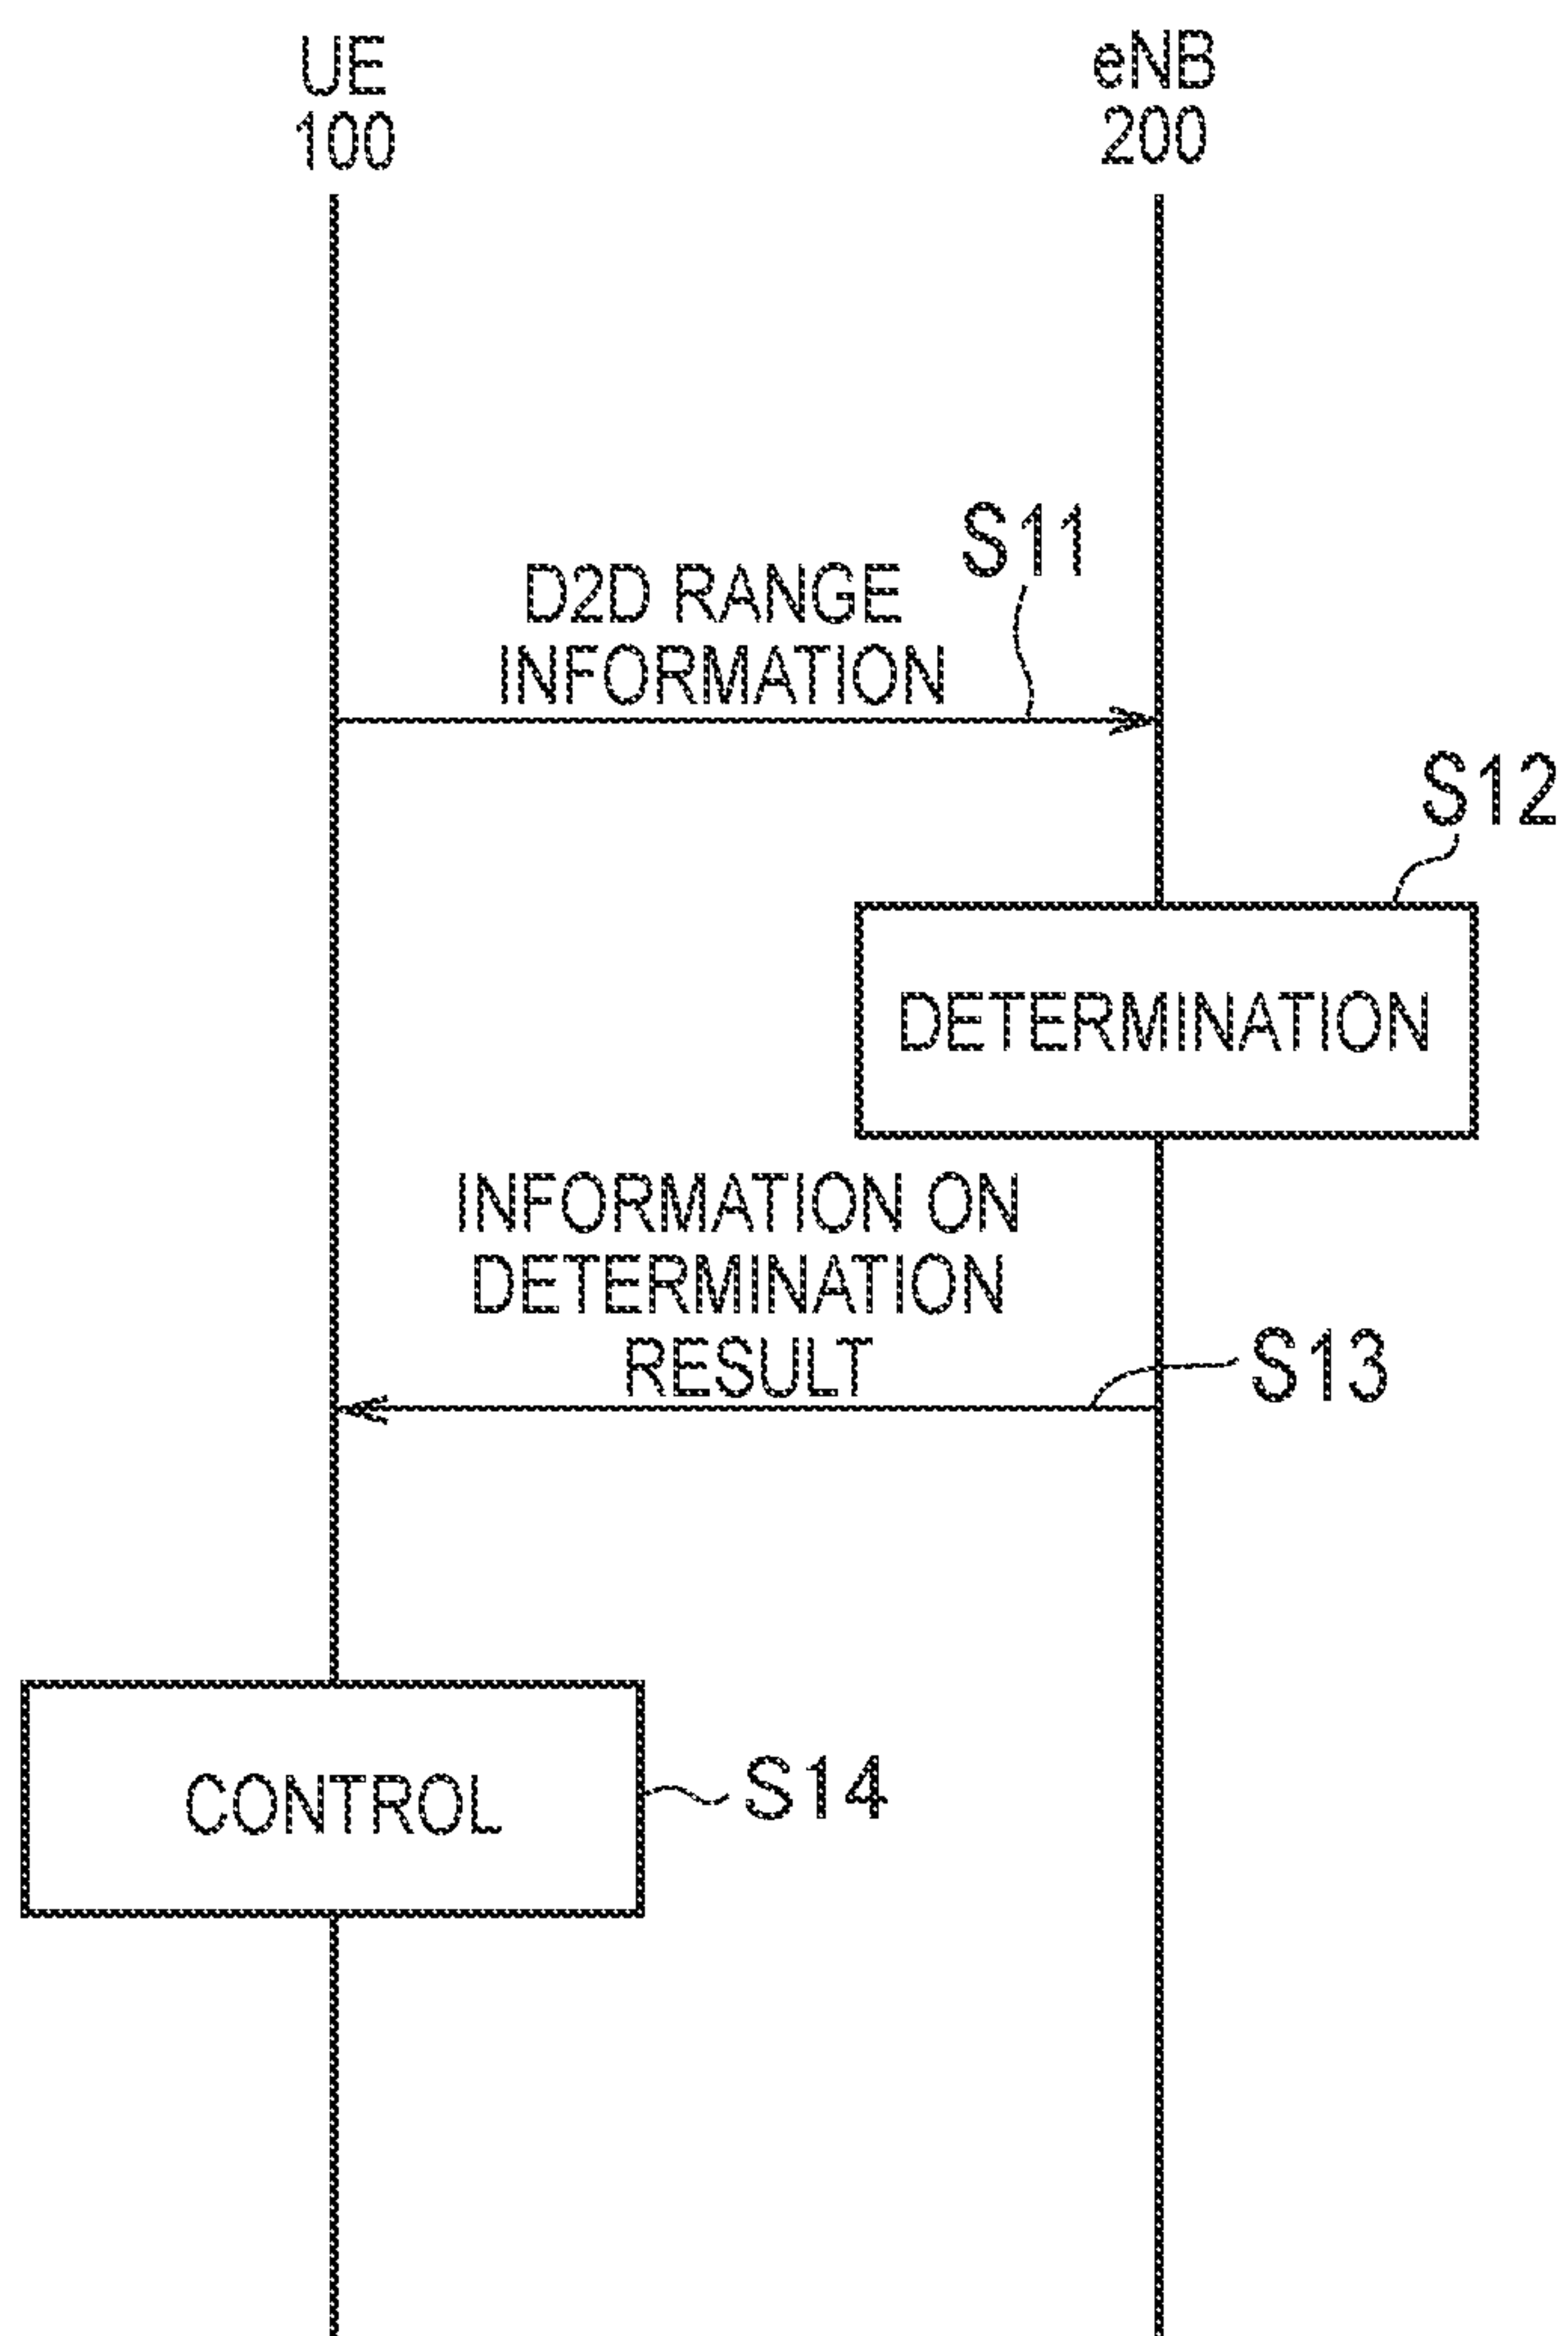 UE
100
eNB
200
S11
D2D RANGE
INFORMATION
S12
DETERMINATION
INFORMATION ON
DETERMINATION
RESULT
S13
CONTROL
S14